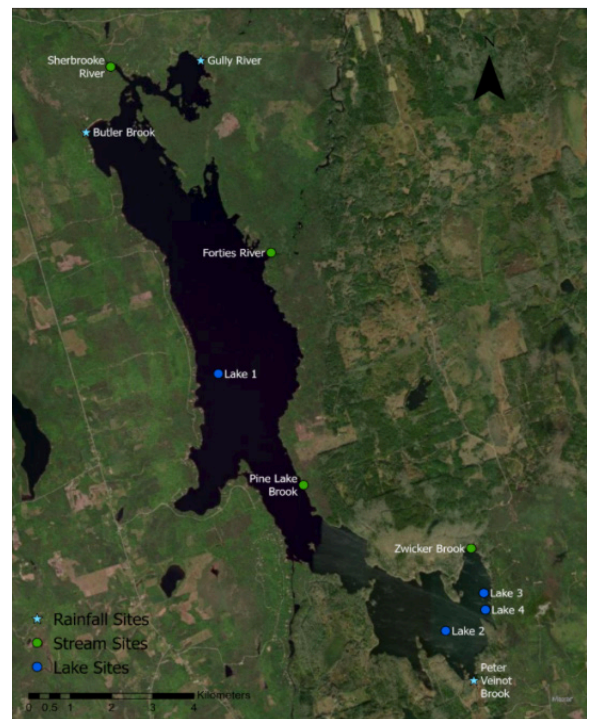 N
Sherbrooke
River
Gully River
Butler Brook
Forties River
Lake 1
Pine Lake
Brook
Zwicker Brook
Lake 3
Lake 4
Lake 2
Peter
Veinot
Brook
Rainfall Sites
Stream Sites
Lake Sites
0 0.5 1 2 3 4
Kilometers
Maxar